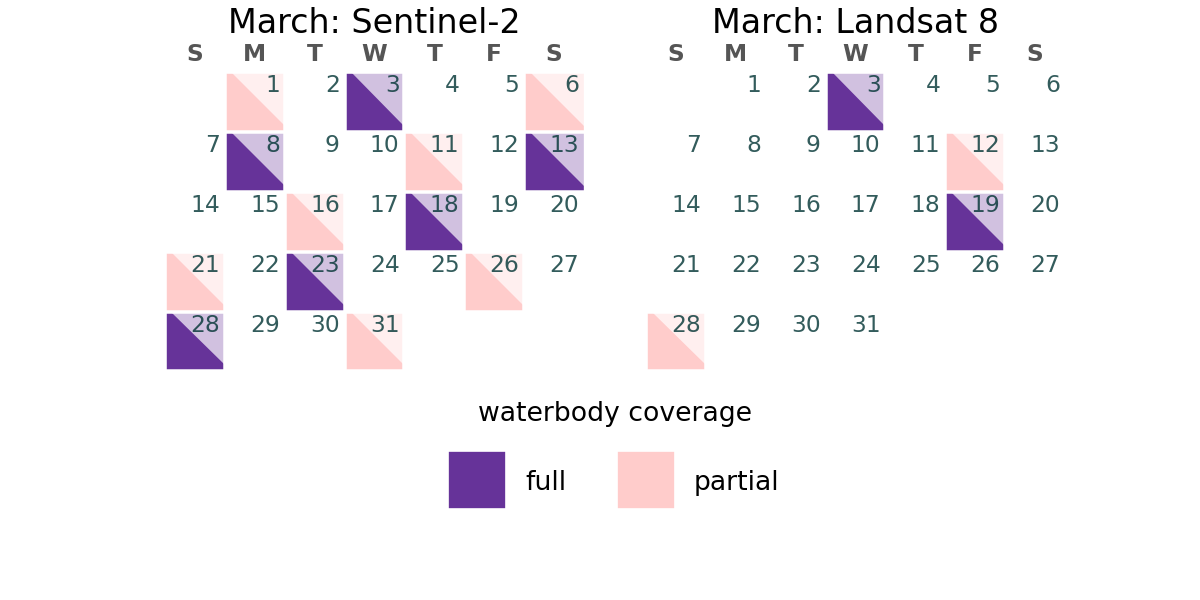 March: Sentinel-2
S M T W T F S
1 2 3 4 5 6
7 8 9 10 11 12 13
14 15 16 17 18 19 20
21 22 23 24 25 26 27
28 29 30 31
March: Landsat 8
S M T W T F S
1 2 3 4 5 6
7 8 9 10 11 12 13
14 15 16 17 18 19 20
21 22 23 24 25 26 27
28 29 30 31
waterbody coverage
full
partial